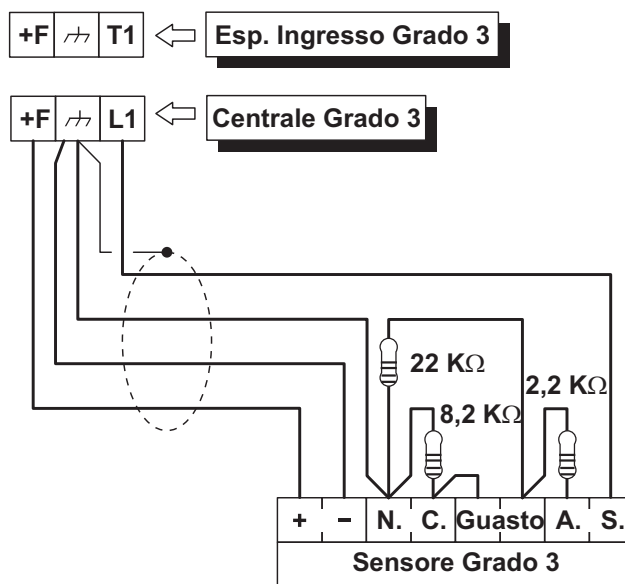 +F T1 Esp. Ingresso Grado 3
+F L1 Centrale Grado 3
22 KΩ
2,2 KΩ
8,2 KΩ
+ – N. C. Guasto A. S.
Sensore Grado 3